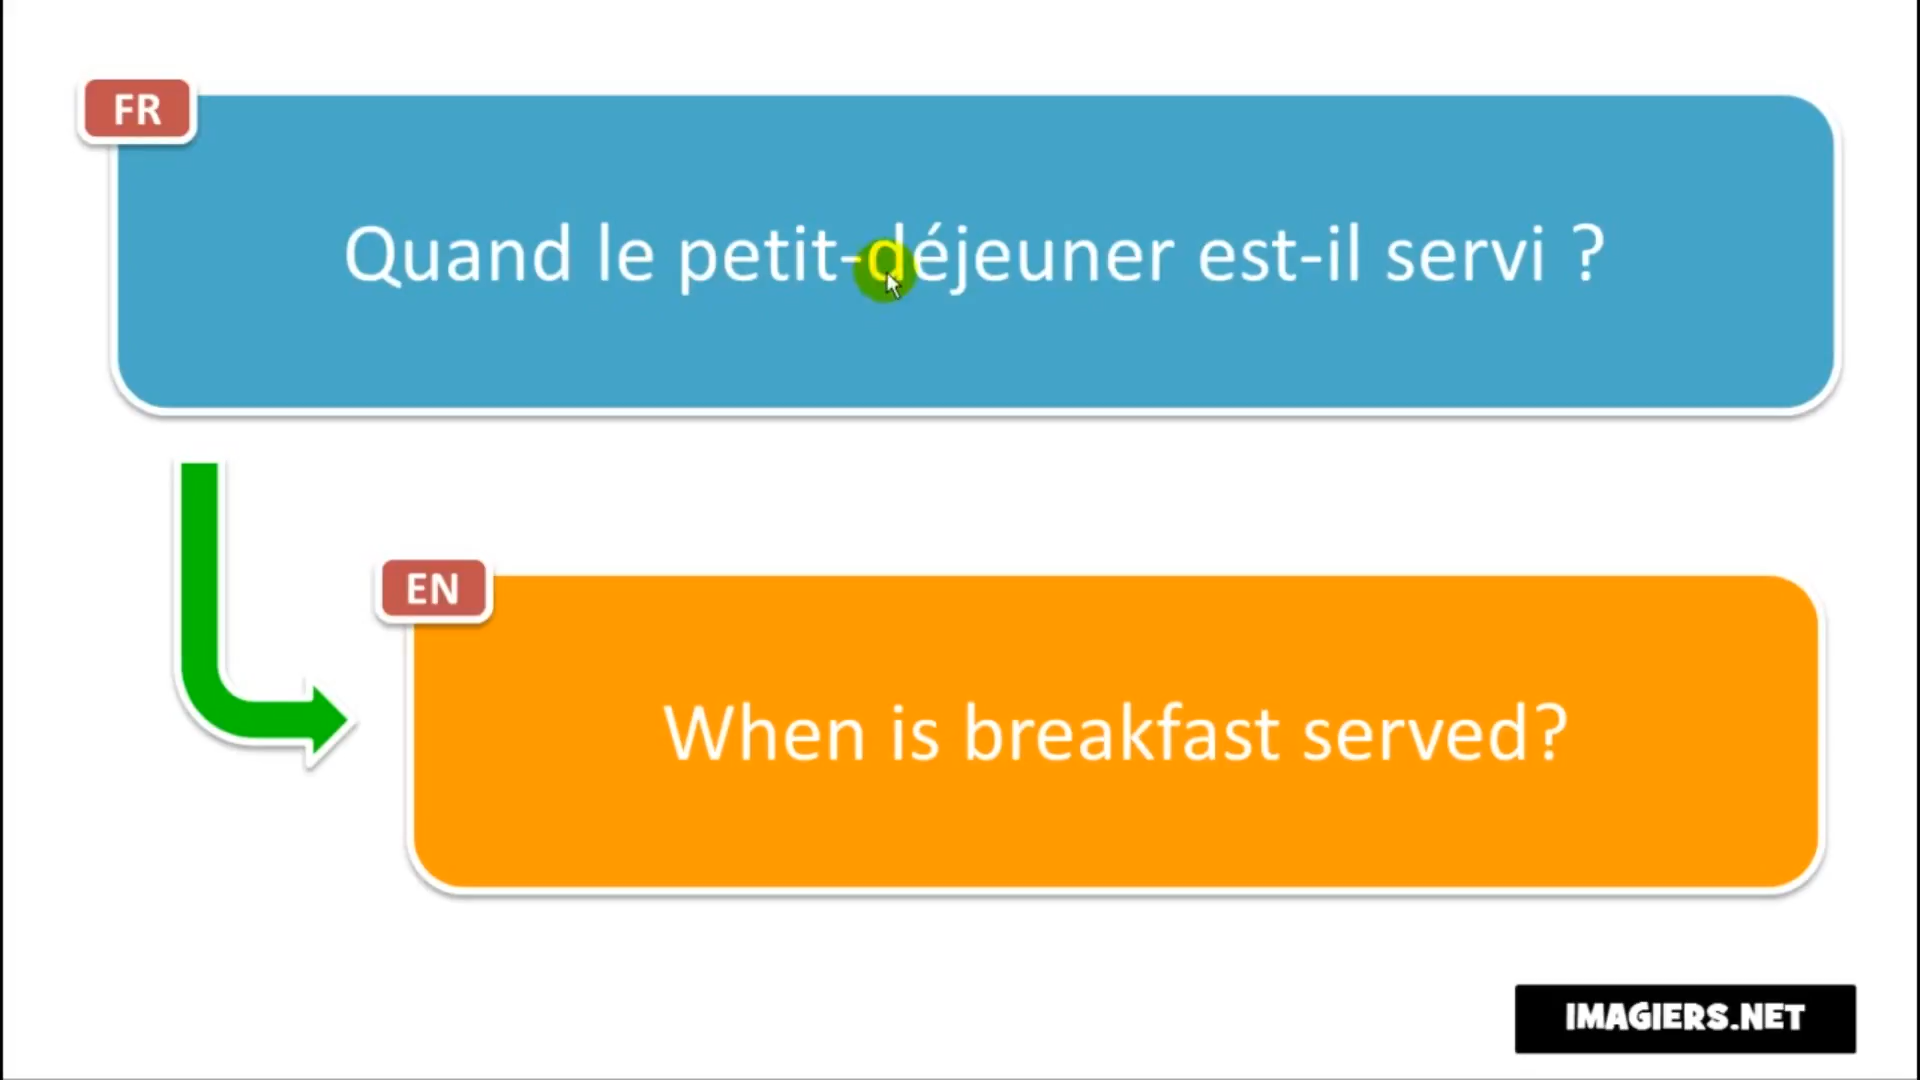 FR
Quand le petit-déjeuner est-il servi ?
EN
When is breakfast served?
IMAGIERS.NET